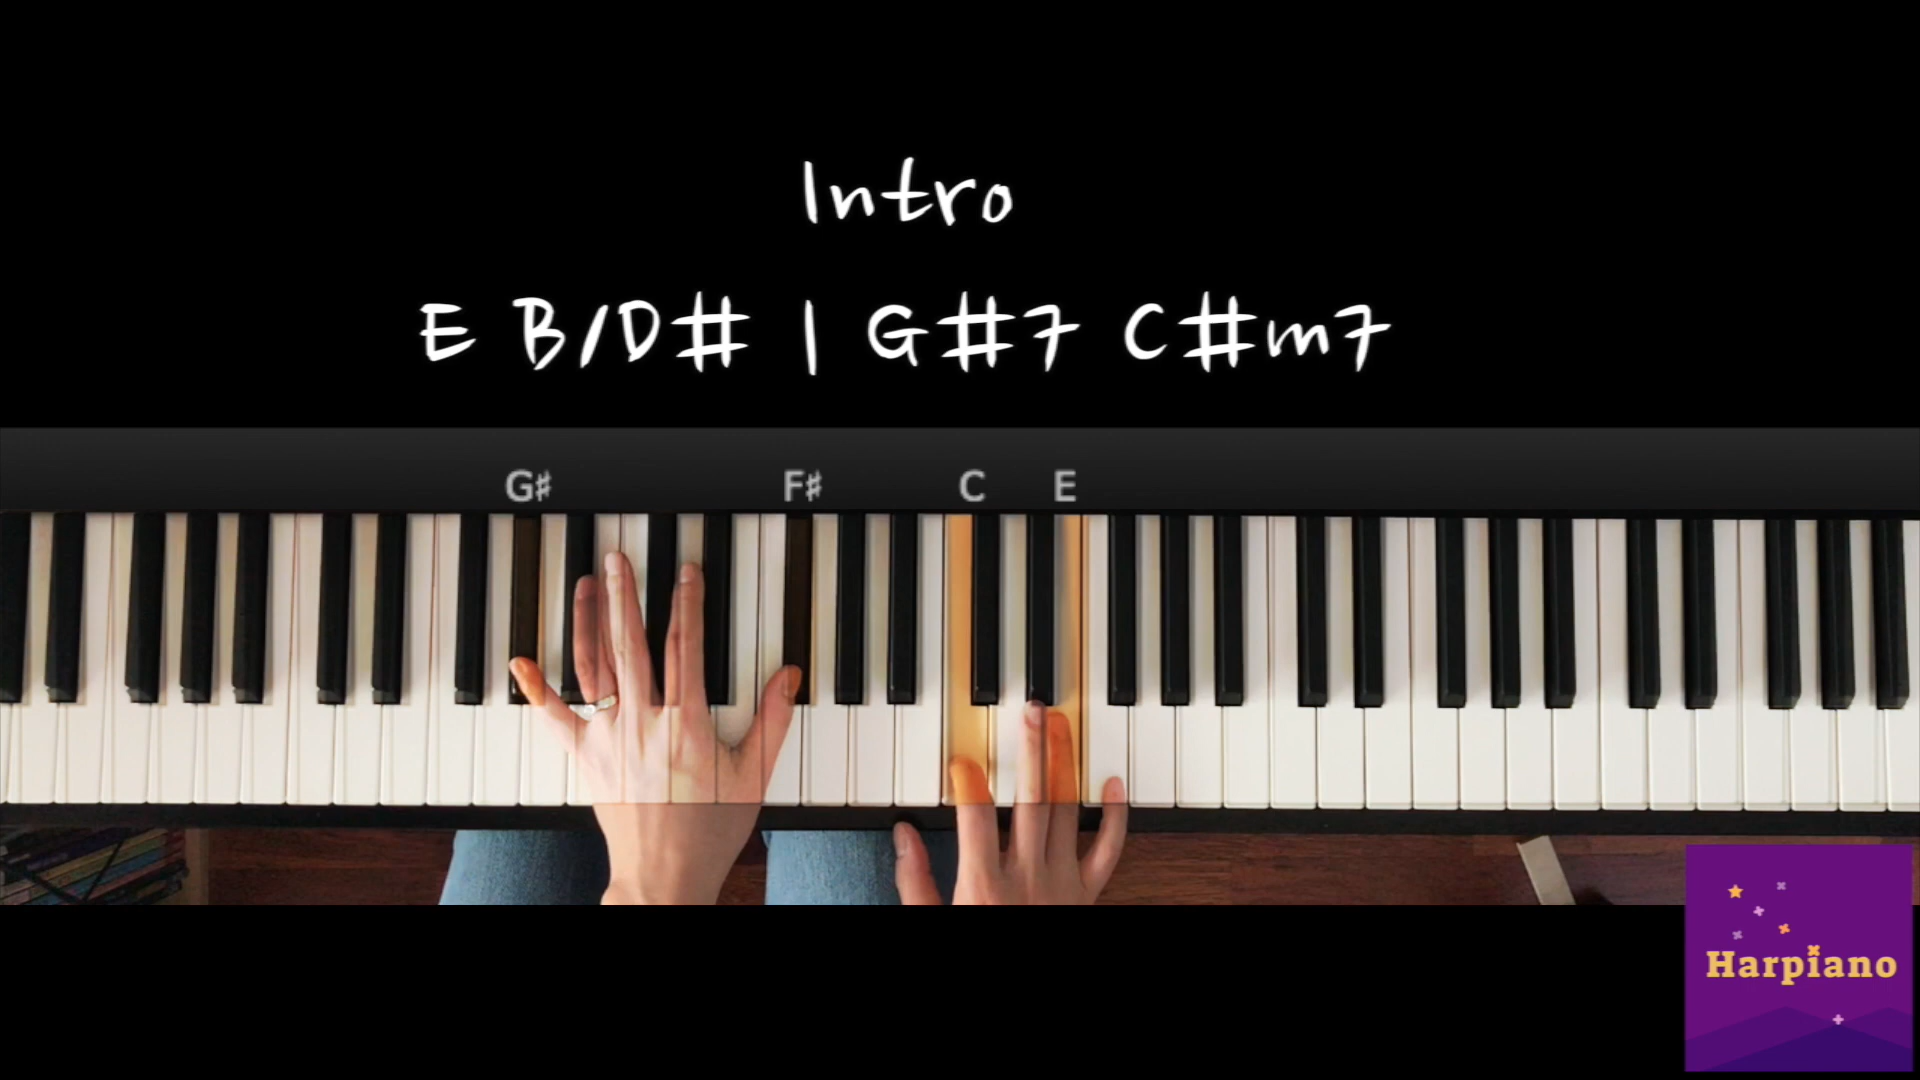 Intro
E B/D# | G#7 C#m7
G♯ F♯ C E
Harpiano